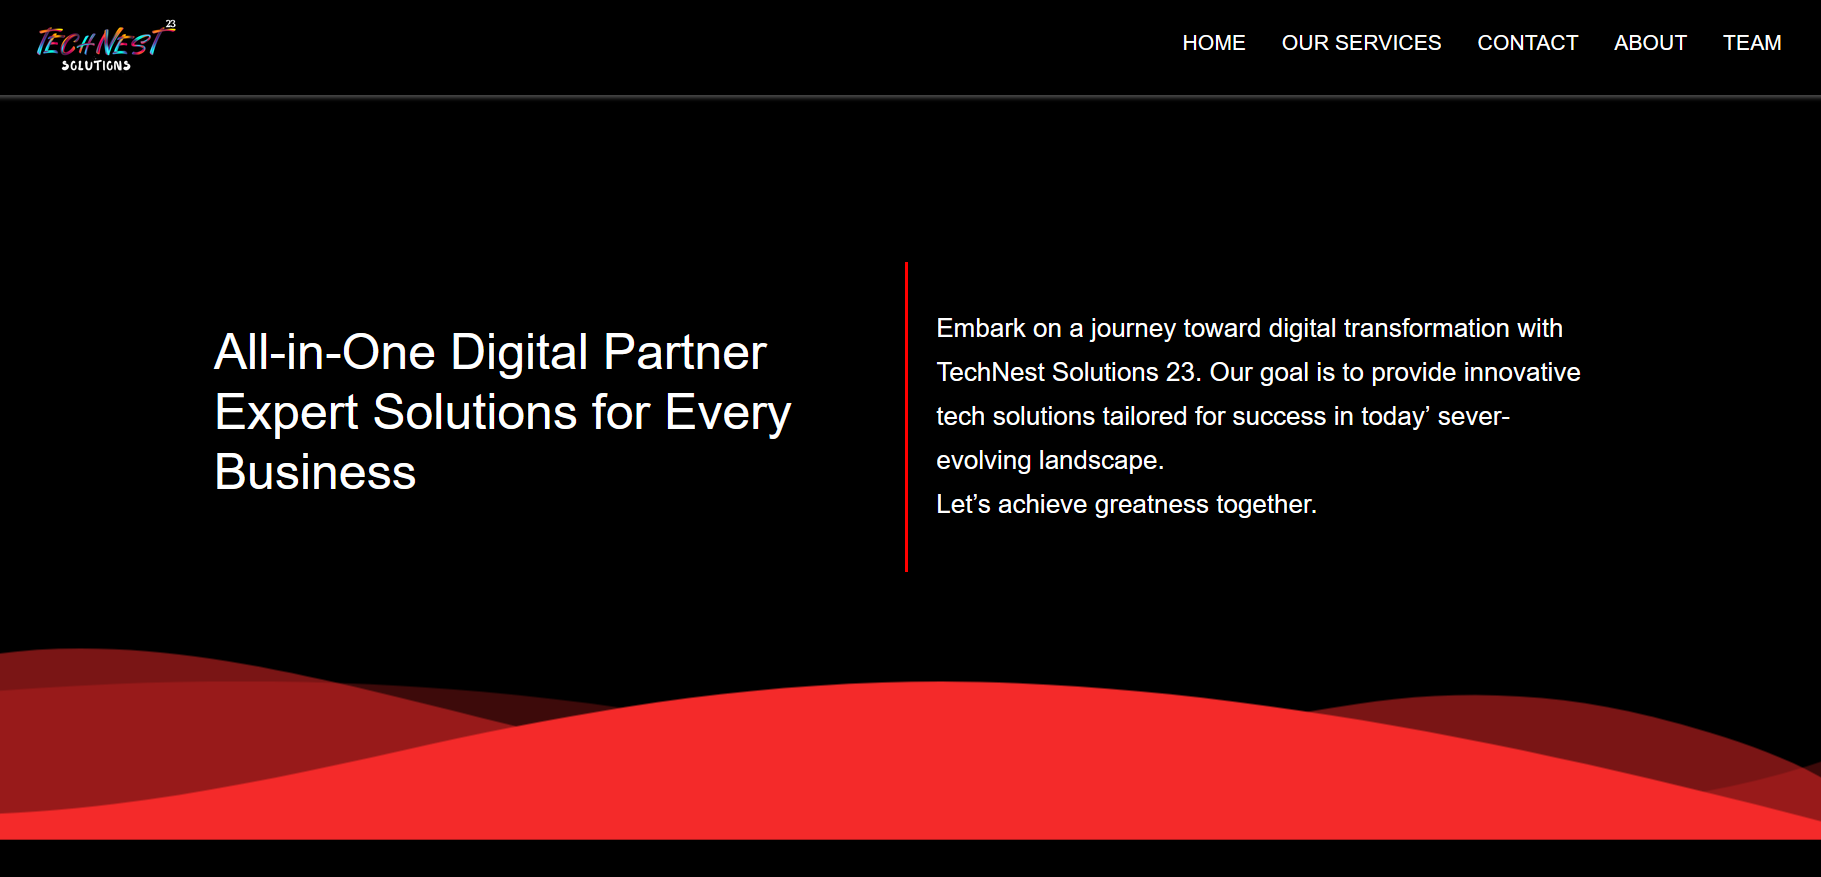 TECHNEST 23
SOLUTIONS
HOME OUR SERVICES CONTACT ABOUT TEAM
All-in-One Digital Partner
Expert Solutions for Every
Business
Embark on a journey toward digital transformation with
TechNest Solutions 23. Our goal is to provide innovative
tech solutions tailored for success in today’ sever-
evolving landscape.
Let’s achieve greatness together.